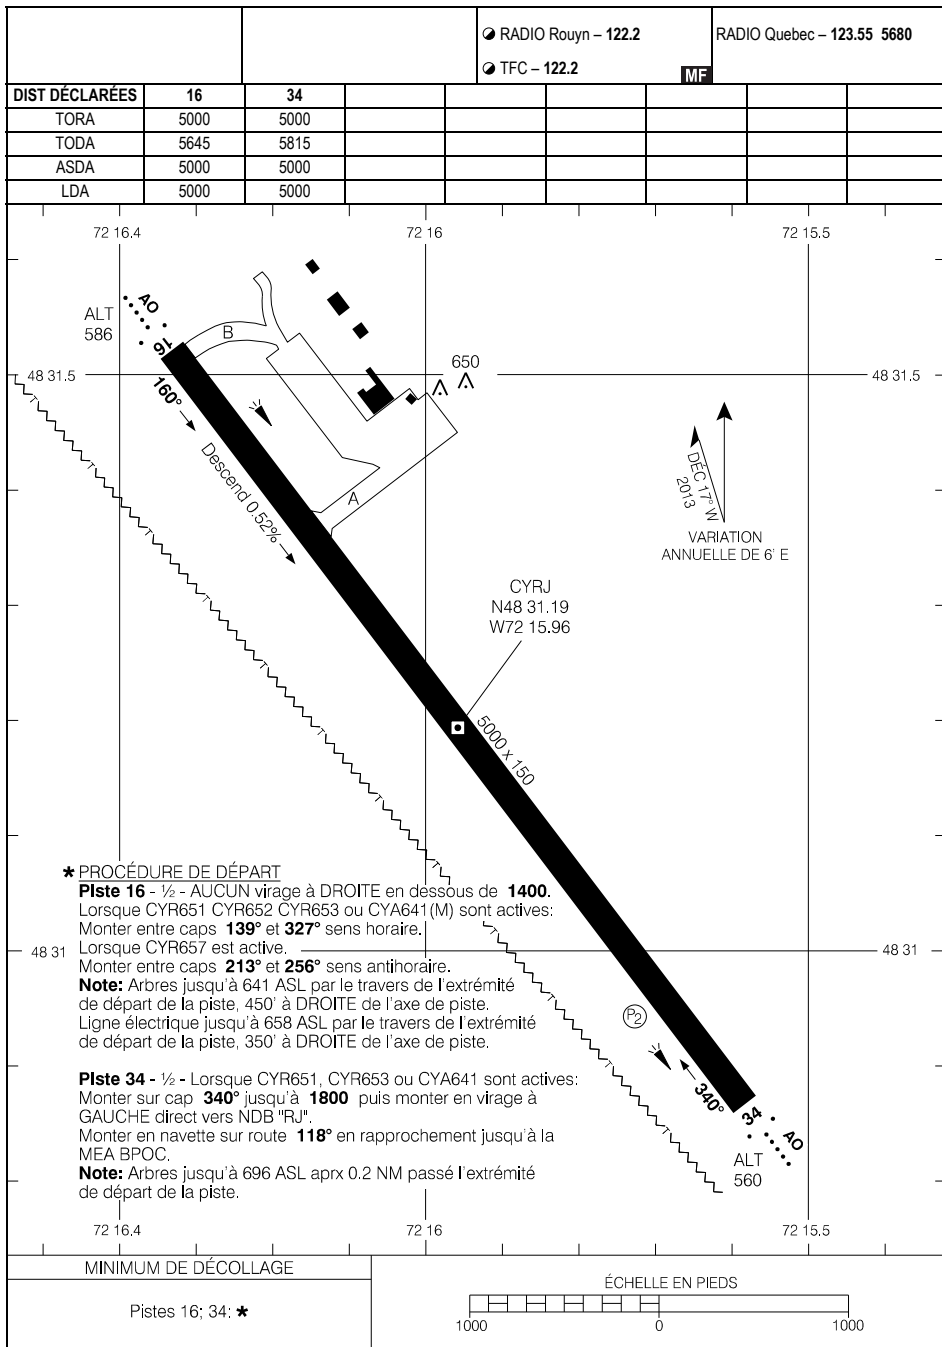 RADIO Rouyn – 122.2
TFC – 122.2
MF
RADIO Quebec – 123.55 5680
DIST DÉCLARÉES 16 34
TORA 5000 5000
TODA 5645 5815
ASDA 5000 5000
LDA 5000 5000
72 16.4 72 16 72 15.5
ALT
586
AO
16
B
650
48 31.5 48 31.5
160°
Descend 0.52%
A
DÉC 17° W
2013
VARIATION
ANNUELLE DE 6' E
CYRJ
N48 31.19
W72 15.96
5000 x 150
* PROCÉDURE DE DÉPART
Piste 16 - ½ - AUCUN virage à DROITE en dessous de 1400.
Lorsque CYR651 CYR652 CYR653 ou CYA641(M) sont actives:
Monter entre caps 139° et 327° sens horaire.
Lorsque CYR657 est active.
48 31 48 31
Monter entre caps 213° et 256° sens antihoraire.
Note: Arbres jusqu'à 641 ASL par le travers de l'extrémité
de départ de la piste, 450' à DROITE de l'axe de piste.
Ligne électrique jusqu'à 658 ASL par le travers de l'extrémité
de départ de la piste, 350' à DROITE de l'axe de piste.
P2
Piste 34 - ½ - Lorsque CYR651, CYR653 ou CYA641 sont actives:
Monter sur cap 340° jusqu'à 1800 puis monter en virage à
GAUCHE direct vers NDB "RJ".
Monter en navette sur route 118° en rapprochement jusqu'à la
MEA BPOC.
Note: Arbres jusqu'à 696 ASL aprx 0.2 NM passé l'extrémité
de départ de la piste.
340°
34
AO
ALT
560
72 16.4 72 16 72 15.5
MINIMUM DE DÉCOLLAGE
Pistes 16; 34: *
ÉCHELLE EN PIEDS
1000 0 1000